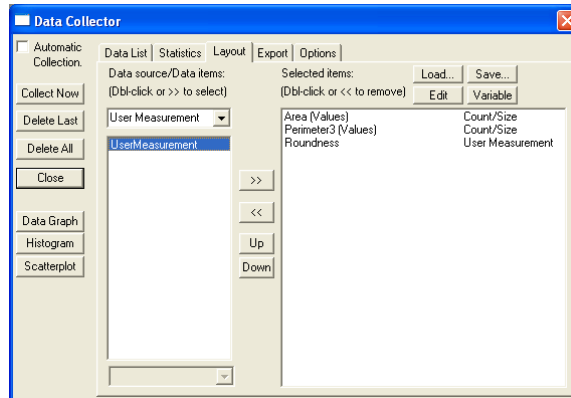 Data Collector
Automatic
Collection.
Collect Now
Delete Last
Delete All
Close
Data Graph
Histogram
Scatterplot
Data List Statistics Layout Export Options
Data source/Data items:
(Dbl-click or >> to select)
User Measurement
UserMeasurement
>>
<<
Up
Down
Selected items:
(Dbl-click or << to remove)
Load... Save...
Edit Variable
Area (Values) Count/Size
Perimeter3 (Values) Count/Size
Roundness User Measurement